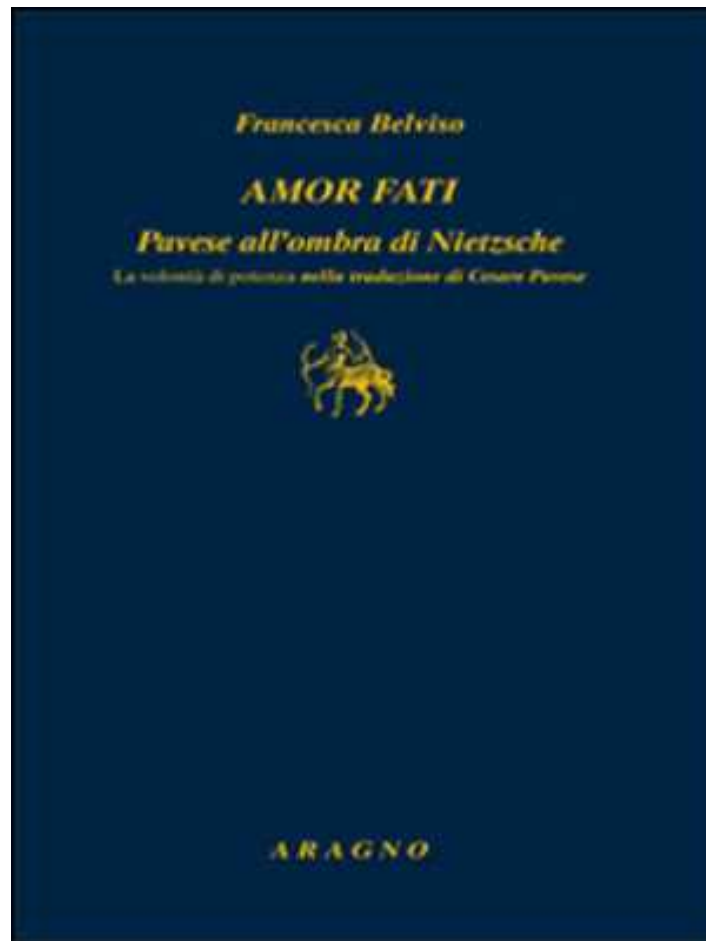 Francesca Belviso
AMOR FATI
Pavese all'ombra di Nietzsche
La volontà di potenza nella traduzione di Cesare Pavese
ARAGNO